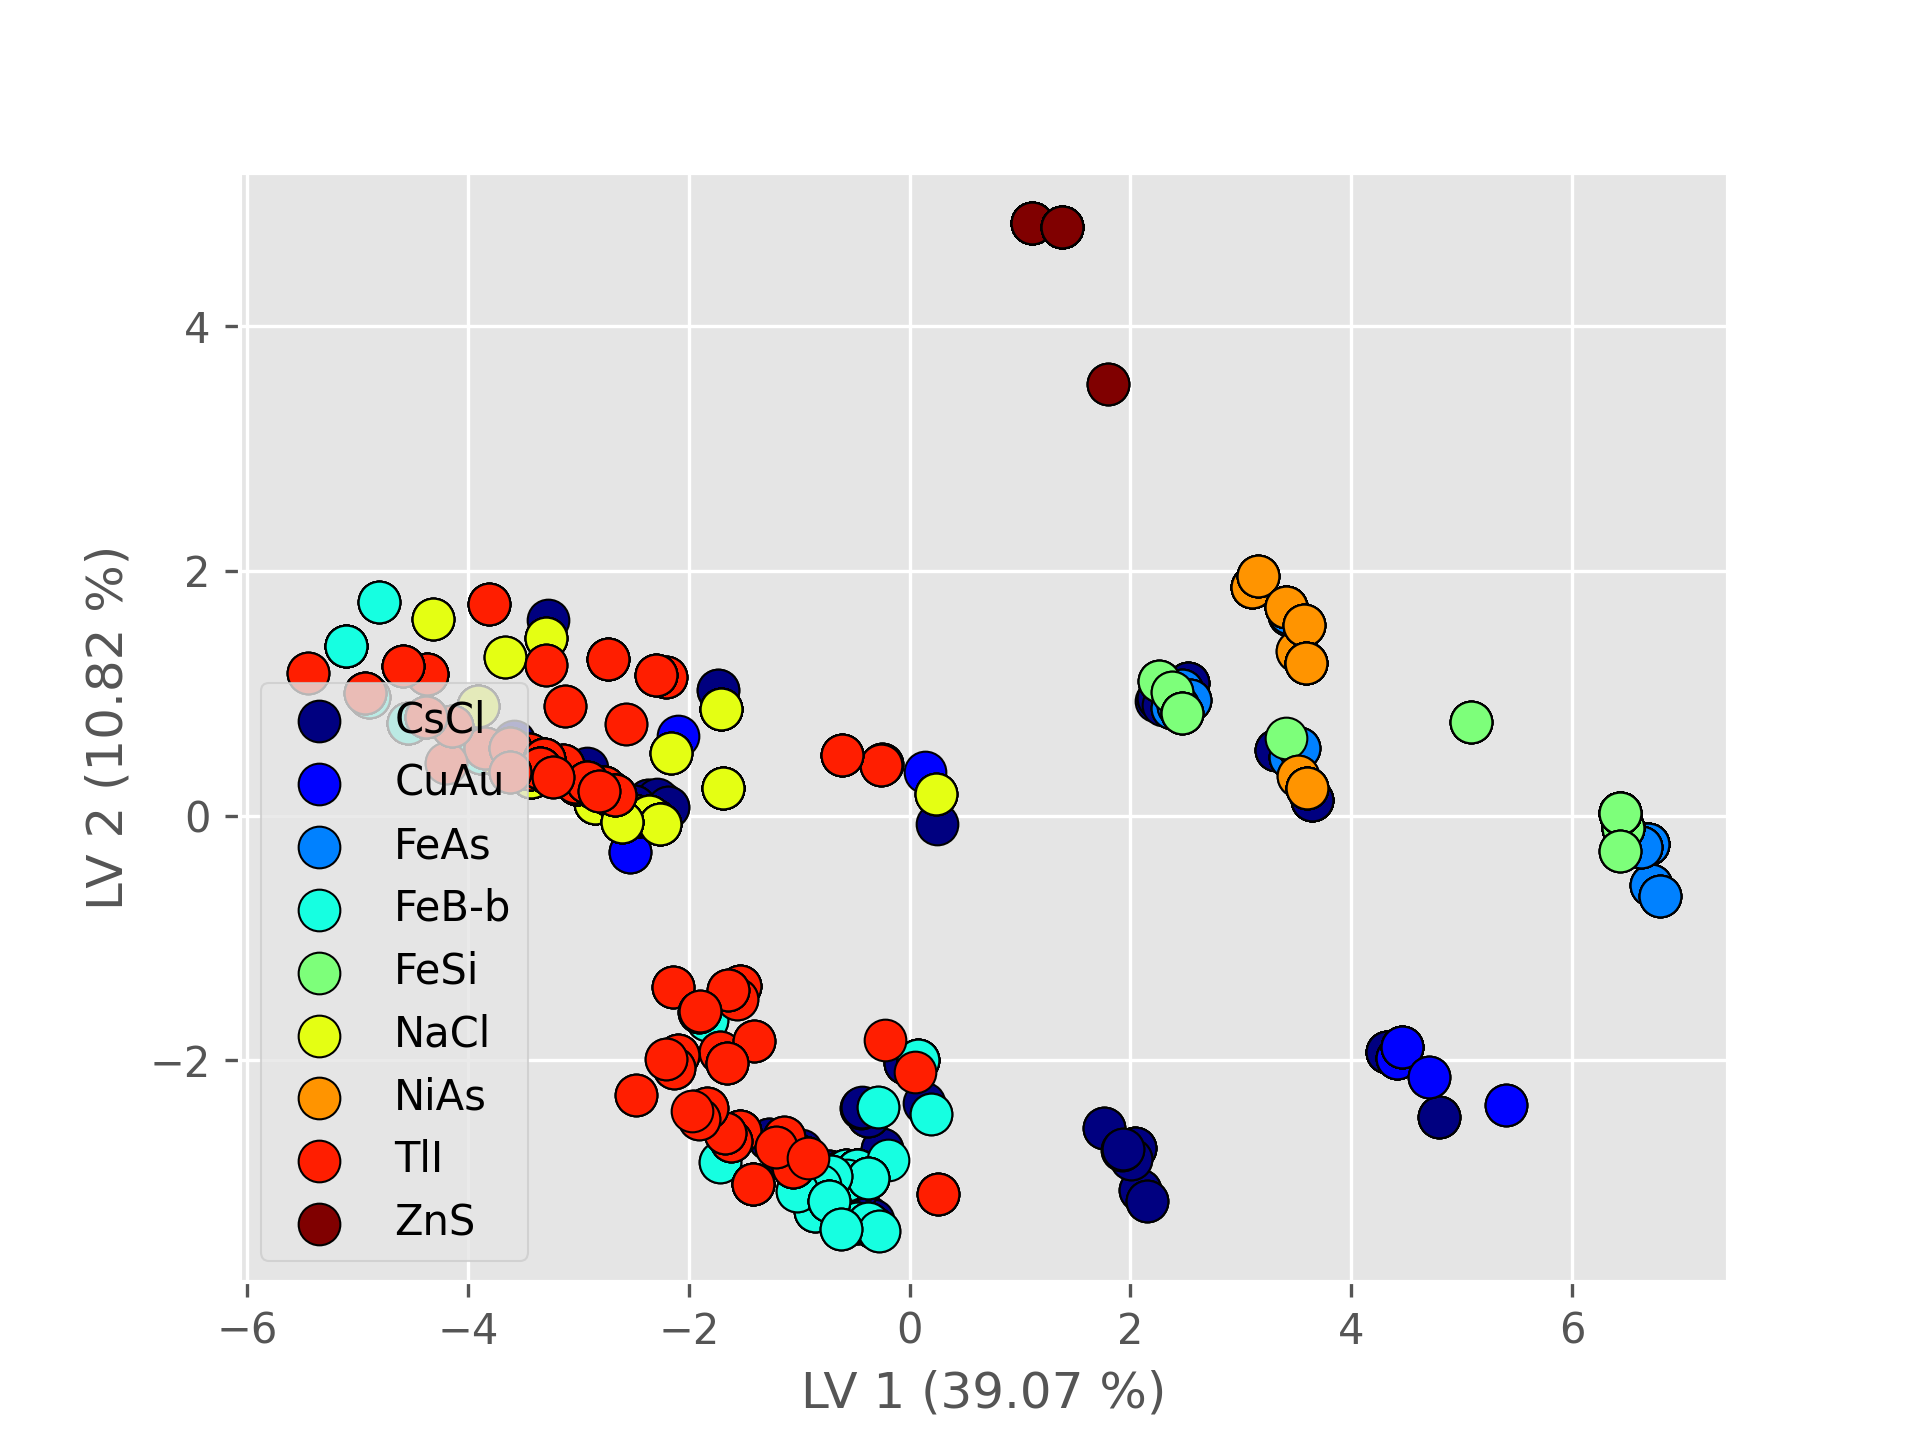 4
2
0
−2
LV 2 (10.82 %)
CsCl
CuAu
FeAs
FeB-b
FeSi
NaCl
NiAs
TlI
ZnS
−6 −4 −2 0 2 4 6
LV 1 (39.07 %)